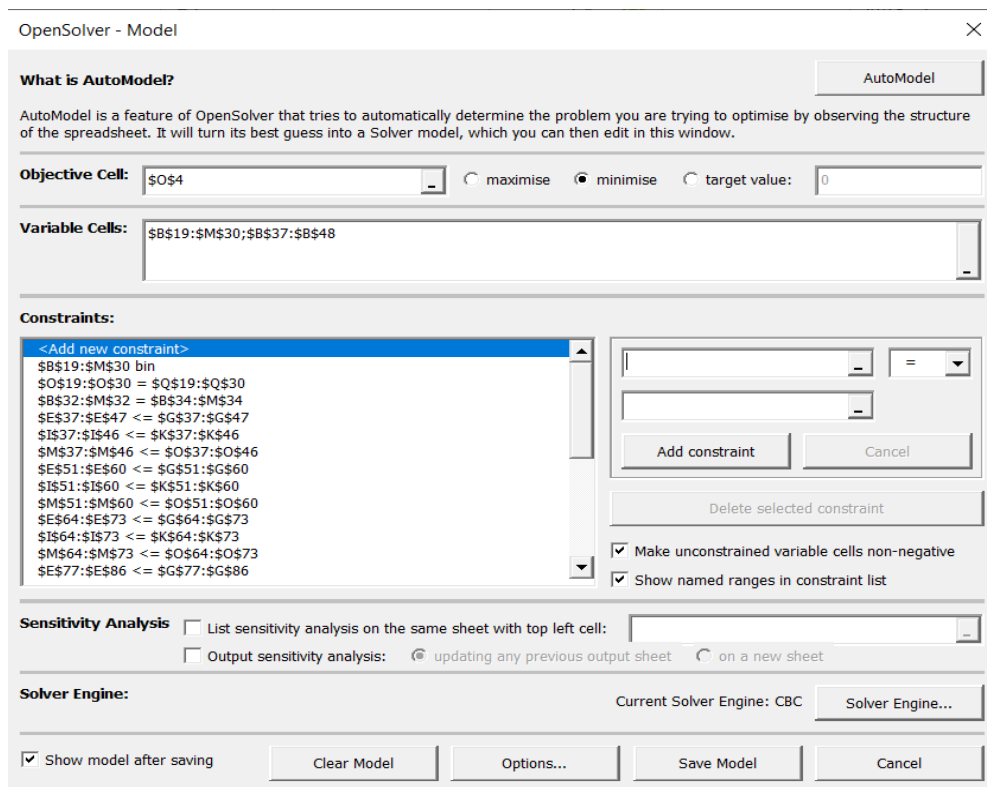 OpenSolver - Model
What is AutoModel?
AutoModel
AutoModel is a feature of OpenSolver that tries to automatically determine the problem you are trying to optimise by observing the structure
of the spreadsheet. It will turn its best guess into a Solver model, which you can then edit in this window.
Objective Cell:
$O$4
_
maximise
minimise
target value:
0
Variable Cells:
$B$19:$M$30;$B$37:$B$48
_
Constraints:
<Add new constraint>
$B$19:$M$30 bin
$O$19:$O$30 = $Q$19:$Q$30
$B$32:$M$32 = $B$34:$M$34
$E$37:$E$47 <= $G$37:$G$47
$I$37:$I$46 <= $K$37:$K$46
$M$37:$M$46 <= $O$37:$O$46
$E$51:$E$60 <= $G$51:$G$60
$I$51:$I$60 <= $K$51:$K$60
$M$51:$M$60 <= $O$51:$O$60
$E$64:$E$73 <= $G$64:$G$73
$I$64:$I$73 <= $K$64:$K$73
$M$64:$M$73 <= $O$64:$O$73
$E$77:$E$86 <= $G$77:$G$86
_
=
_
Add constraint
Cancel
Delete selected constraint
Make unconstrained variable cells non-negative
Show named ranges in constraint list
Sensitivity Analysis
List sensitivity analysis on the same sheet with top left cell:
_
Output sensitivity analysis:
updating any previous output sheet
on a new sheet
Solver Engine:
Current Solver Engine: CBC
Solver Engine...
Show model after saving
Clear Model
Options...
Save Model
Cancel